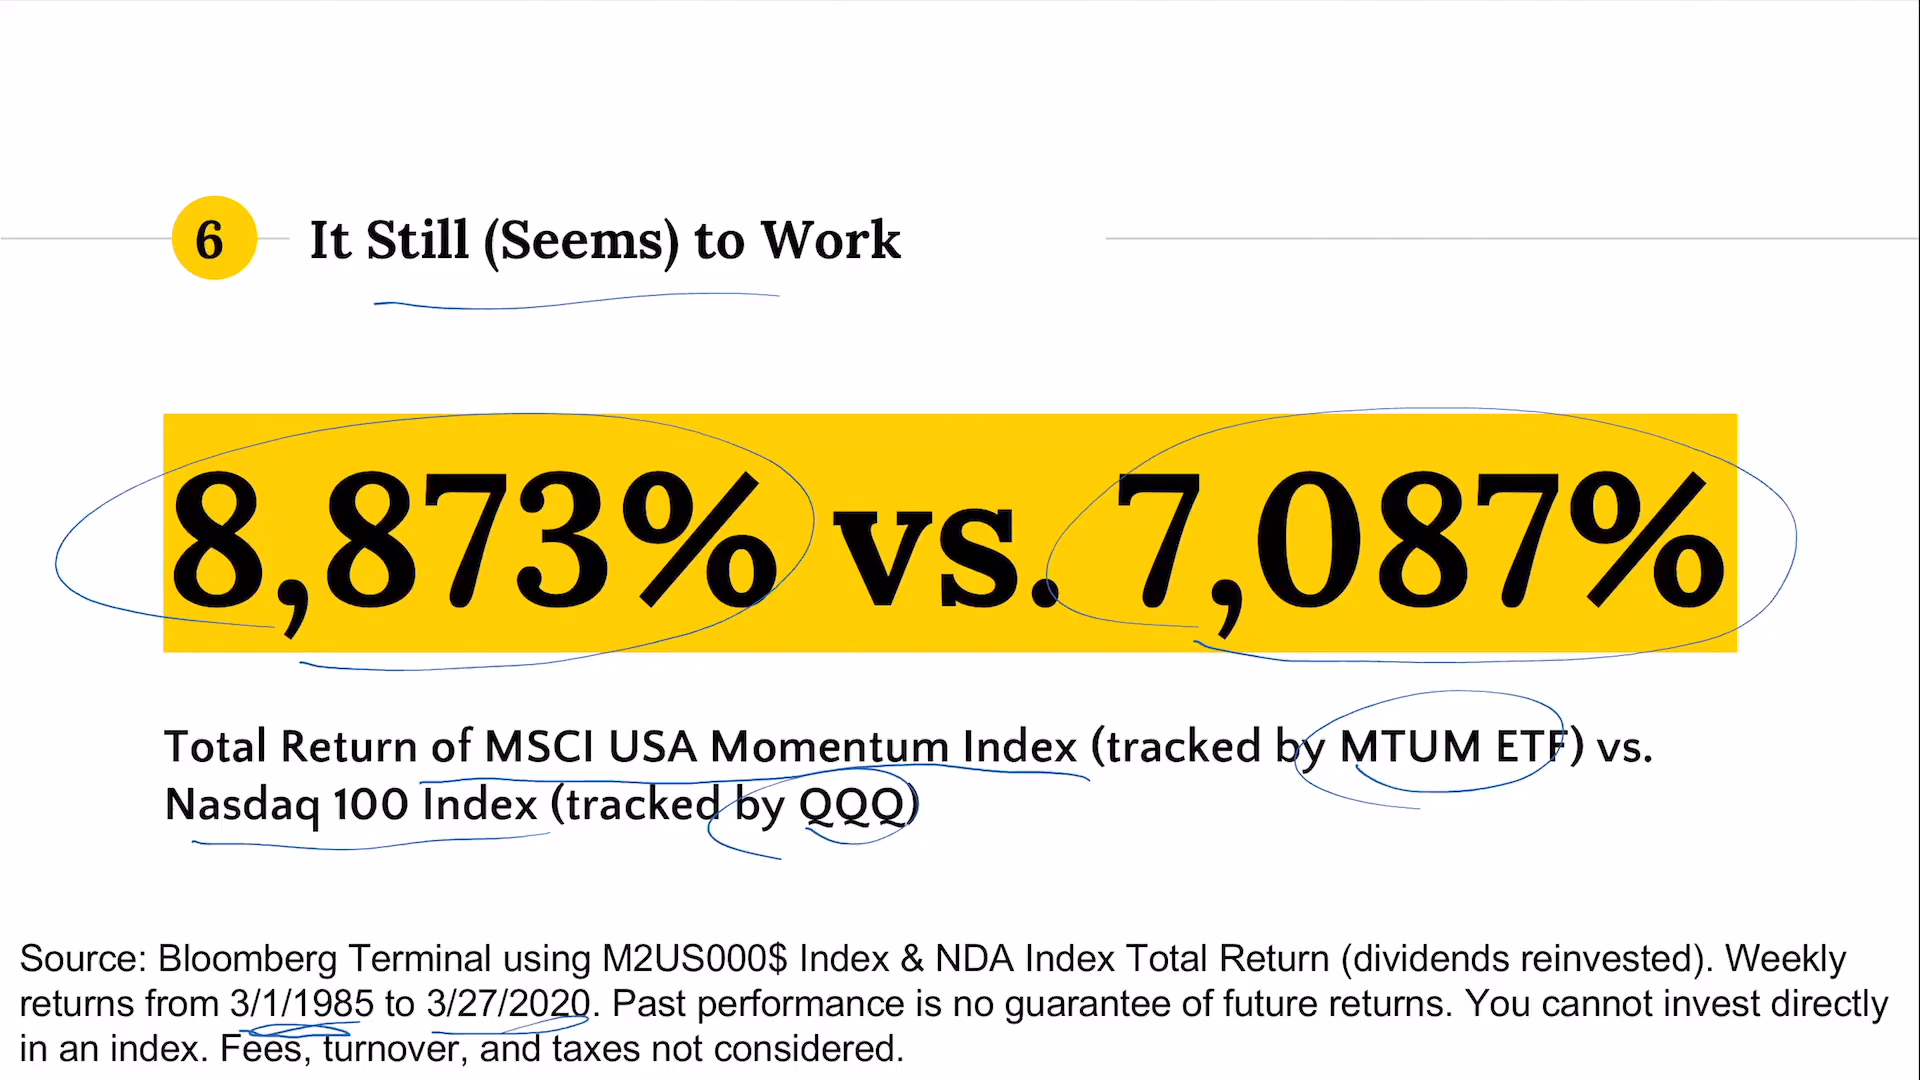 6 It Still (Seems) to Work
8,873% vs. 7,087%
Total Return of MSCI USA Momentum Index (tracked by MTUM ETF) vs.
Nasdaq 100 Index (tracked by QQQ)
Source: Bloomberg Terminal using M2US000$ Index & NDA Index Total Return (dividends reinvested). Weekly
returns from 3/1/1985 to 3/27/2020. Past performance is no guarantee of future returns. You cannot invest directly
in an index. Fees, turnover, and taxes not considered.